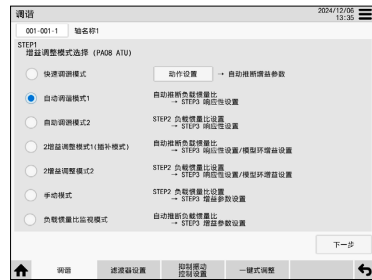 调谐
2024/12/06
13:35
001-001-1 轴名称1
STEP1
增益调整模式选择 (PA08 ATU)
快速调谐模式 动作设置 → 自动推断增益参数
自动调谐模式1 自动推断负载惯量比
→ STEP3 响应性设置
自动调谐模式2 STEP2 负载惯量比设置
→ STEP3 响应性设置
2增益调整模式1(插补模式) 自动推断负载惯量比
→ STEP3 响应性设置/模型环增益设置
2增益调整模式2 STEP2 负载惯量比设置
→ STEP3 响应性设置/模型环增益设置
手动模式 STEP2 负载惯量比设置
→ STEP3 增益参数设置
负载惯量比监视模式 自动推断负载惯量比
→ STEP3 增益参数设置
下一步
调谐 滤波器设置 抑制振动
控制设置 一键式调整